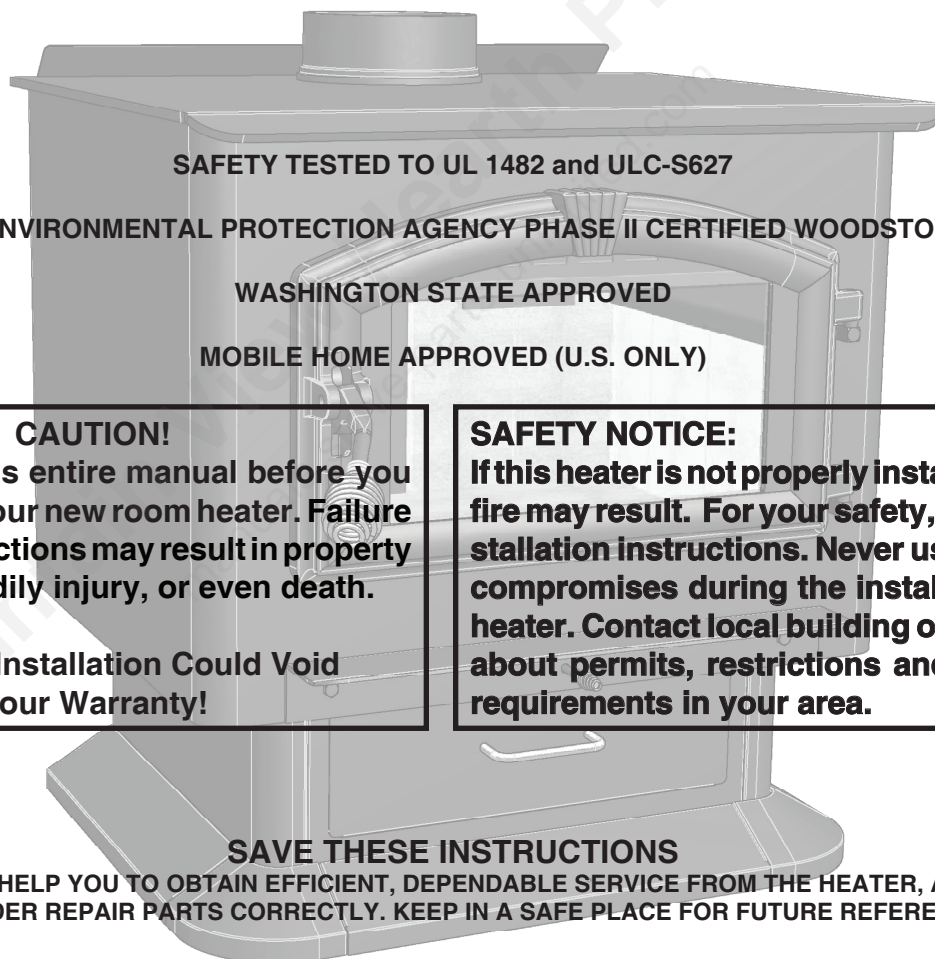 SAFETY TESTED TO UL 1482 and ULC-S627
NVIRONMENTAL PROTECTION AGENCY PHASE II CERTIFIED WOODSTO
WASHINGTON STATE APPROVED
MOBILE HOME APPROVED (U.S. ONLY)
CAUTION!
s entire manual before you
our new room heater. Failure
ctions may result in property
dily injury, or even death.
Installation Could Void
our Warranty!
SAFETY NOTICE:
If this heater is not properly insta
fire may result. For your safety,
stallation instructions. Never us
compromises during the instal
heater. Contact local building o
about permits, restrictions and
requirements in your area.
SAVE THESE INSTRUCTIONS
HELP YOU TO OBTAIN EFFICIENT, DEPENDABLE SERVICE FROM THE HEATER, A
DER REPAIR PARTS CORRECTLY. KEEP IN A SAFE PLACE FOR FUTURE REFERE